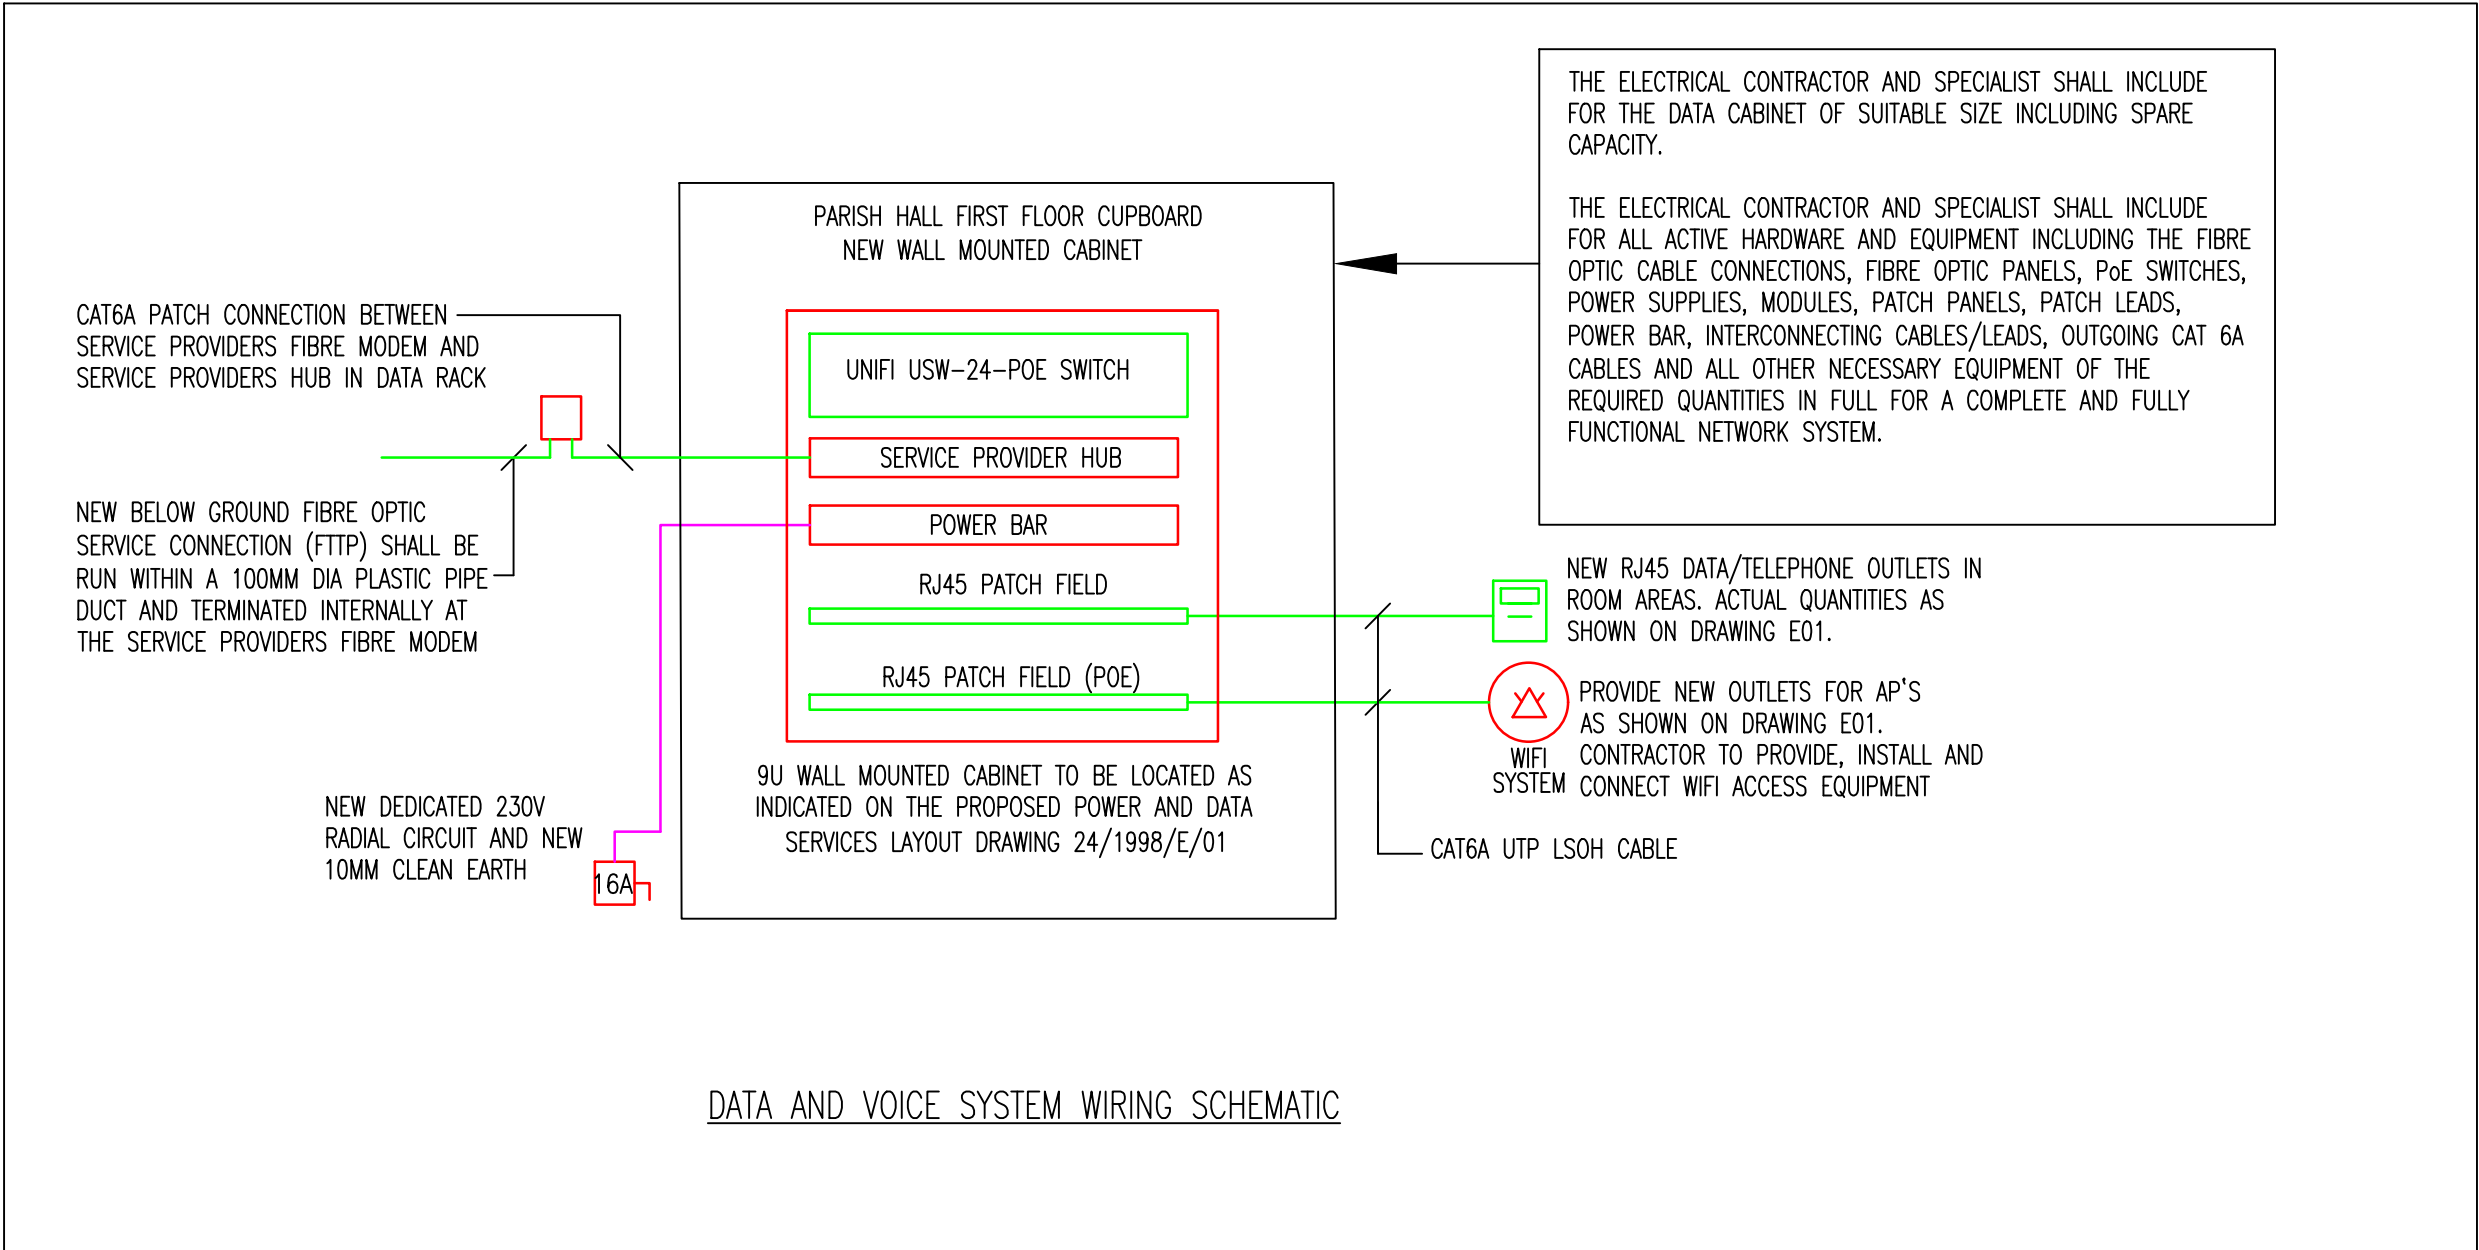 THE ELECTRICAL CONTRACTOR AND SPECIALIST SHALL INCLUDE
FOR THE DATA CABINET OF SUITABLE SIZE INCLUDING SPARE
CAPACITY.
THE ELECTRICAL CONTRACTOR AND SPECIALIST SHALL INCLUDE
FOR ALL ACTIVE HARDWARE AND EQUIPMENT INCLUDING THE FIBRE
OPTIC CABLE CONNECTIONS, FIBRE OPTIC PANELS, PoE SWITCHES,
POWER SUPPLIES, MODULES, PATCH PANELS, PATCH LEADS,
POWER BAR, INTERCONNECTING CABLES/LEADS, OUTGOING CAT 6A
CABLES AND ALL OTHER NECESSARY EQUIPMENT OF THE
REQUIRED QUANTITIES IN FULL FOR A COMPLETE AND FULLY
FUNCTIONAL NETWORK SYSTEM.
PARISH HALL FIRST FLOOR CUPBOARD
NEW WALL MOUNTED CABINET
CAT6A PATCH CONNECTION BETWEEN
SERVICE PROVIDERS FIBRE MODEM AND
SERVICE PROVIDERS HUB IN DATA RACK
UNIFI USW-24-POE SWITCH
SERVICE PROVIDER HUB
NEW BELOW GROUND FIBRE OPTIC
SERVICE CONNECTION (FTTP) SHALL BE
RUN WITHIN A 100MM DIA PLASTIC PIPE
DUCT AND TERMINATED INTERNALLY AT
THE SERVICE PROVIDERS FIBRE MODEM
POWER BAR
RJ45 PATCH FIELD
RJ45 PATCH FIELD (POE)
NEW RJ45 DATA/TELEPHONE OUTLETS IN
ROOM AREAS. ACTUAL QUANTITIES AS
SHOWN ON DRAWING E01.
PROVIDE NEW OUTLETS FOR AP'S
AS SHOWN ON DRAWING E01.
CONTRACTOR TO PROVIDE, INSTALL AND
CONNECT WIFI ACCESS EQUIPMENT
WIFI
SYSTEM
9U WALL MOUNTED CABINET TO BE LOCATED AS
INDICATED ON THE PROPOSED POWER AND DATA
SERVICES LAYOUT DRAWING 24/1998/E/01
NEW DEDICATED 230V
RADIAL CIRCUIT AND NEW
10MM CLEAN EARTH
16A
CAT6A UTP LSOH CABLE
DATA AND VOICE SYSTEM WIRING SCHEMATIC